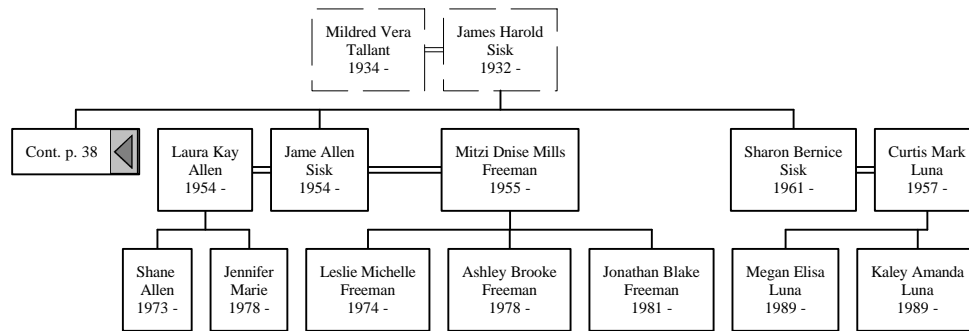 Mildred Vera
Tallant
1934 -
James Harold
Sisk
1932 -
Cont. p. 38
Laura Kay
Allen
1954 -
Jame Allen
Sisk
1954 -
Mitzi Dnise Mills
Freeman
1955 -
Sharon Bernice
Sisk
1961 -
Curtis Mark
Luna
1957 -
Shane
Allen
1973 -
Jennifer
Marie
1978 -
Leslie Michelle
Freeman
1974 -
Ashley Brooke
Freeman
1978 -
Jonathan Blake
Freeman
1981 -
Megan Elisa
Luna
1989 -
Kaley Amanda
Luna
1989 -